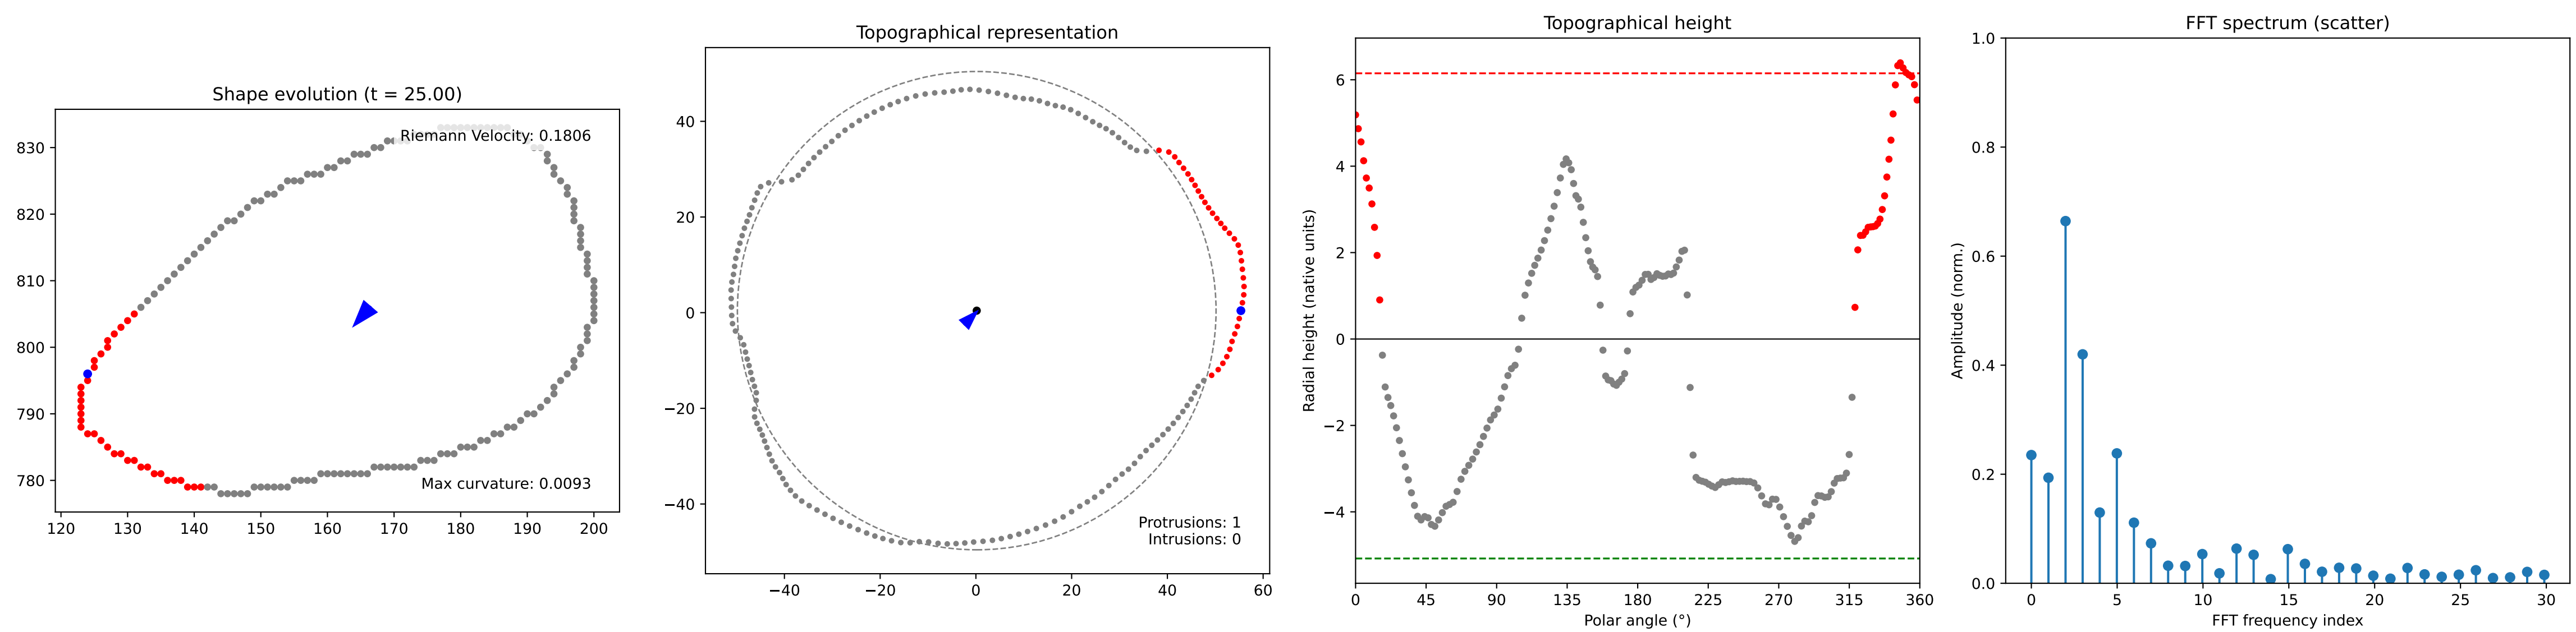 Shape evolution (t = 25.00)
Riemann Velocity: 0.1806
Max curvature: 0.0093
830
820
810
800
790
780
120 130 140 150 160 170 180 190 200
Topographical representation
40
20
0
−20
−40
Protrusions: 1
Intrusions: 0
−40 −20 0 20 40 60
Topographical height
Radial height (native units)
6
4
2
0
−2
−4
0 45 90 135 180 225 270 315 360
Polar angle (°)
FFT spectrum (scatter)
Amplitude (norm.)
1.0
0.8
0.6
0.4
0.2
0.0
0 5 10 15 20 25 30
FFT frequency index